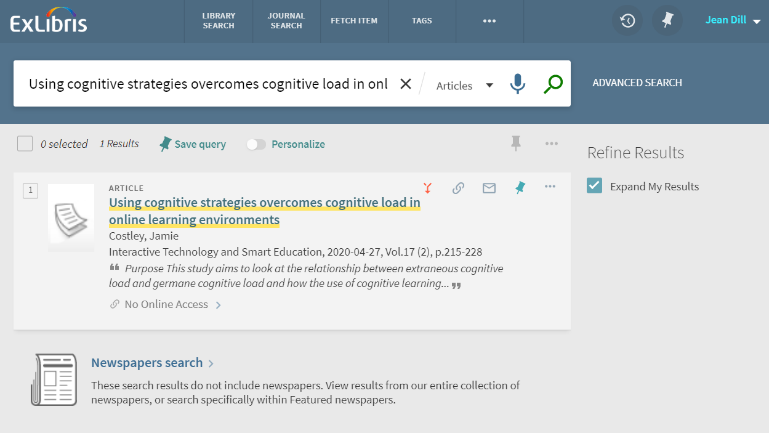 ExLibris
LIBRARY SEARCH
JOURNAL SEARCH
FETCH ITEM
TAGS
Jean Dill
Using cognitive strategies overcomes cognitive load in onl
Articles
ADVANCED SEARCH
0 selected
1 Results
Save query
Personalize
Refine Results
Expand My Results
1
ARTICLE
Using cognitive strategies overcomes cognitive load in
online learning environments
Costley, Jamie
Interactive Technology and Smart Education, 2020-04-27, Vol.17 (2), p.215-228
“ Purpose This study aims to look at the relationship between extraneous cognitive
load and germane cognitive load and how the use of cognitive learning... ”
No Online Access
Newspapers search
These search results do not include newspapers. View results from our entire collection of
newspapers, or search specifically within Featured newspapers.